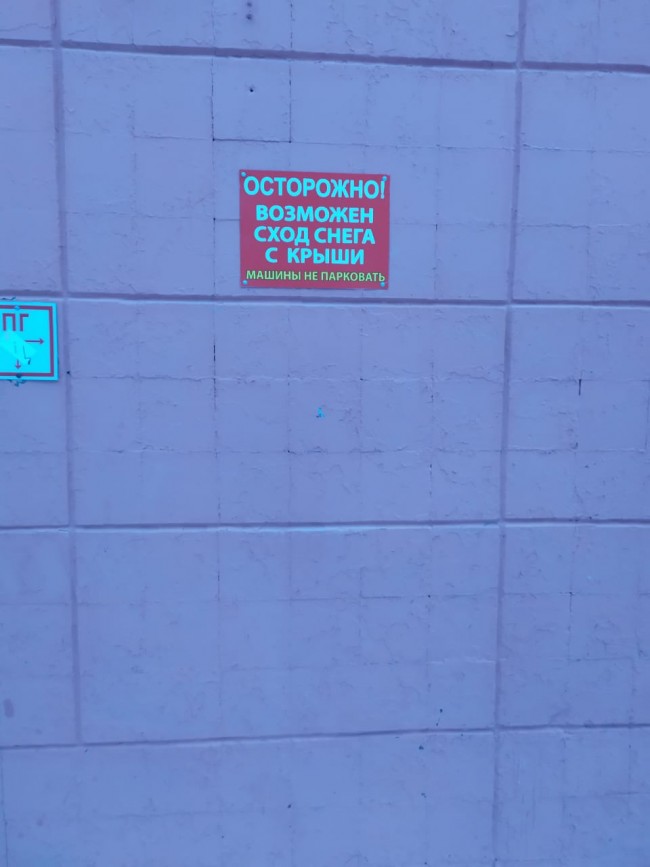 ОСТОРОЖНО!
ВОЗМОЖЕН
СХОД СНЕГА
С КРЫШИ
МАШИНЫ НЕ ПАРКОВАТЬ
ПГ